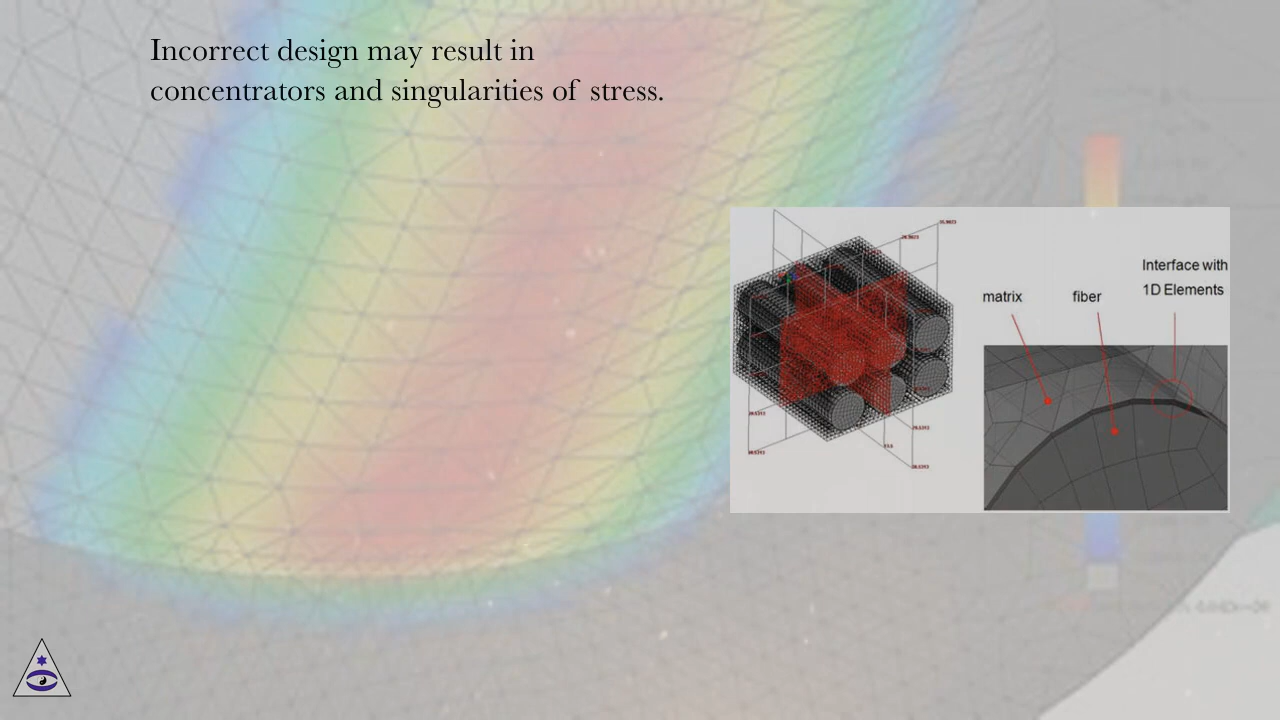 Incorrect design may result in
concentrators and singularities of stress.
Interface with
1D Elements
matrix
fiber